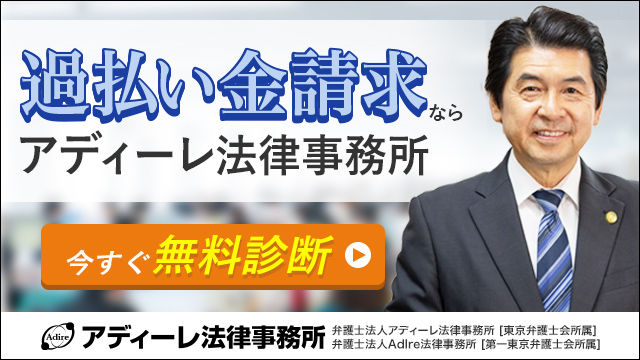 過払い金請求なら
アディーレ法律事務所
今すぐ無料診断
Adire
アディーレ法律事務所
弁護士法人アディーレ法律事務所 [東京弁護士会所属]
弁護士法人AdIre法律事務所 [第一東京弁護士会所属]